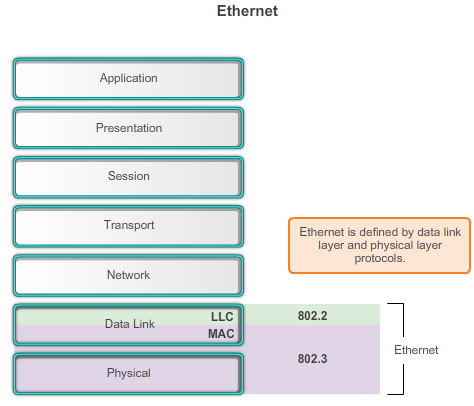 Ethernet
Application
Presentation
Session
Transport
Network
Ethernet is defined by data link
layer and physical layer
protocols.
Data Link
LLC
802.2
MAC
Ethernet
802.3
Physical